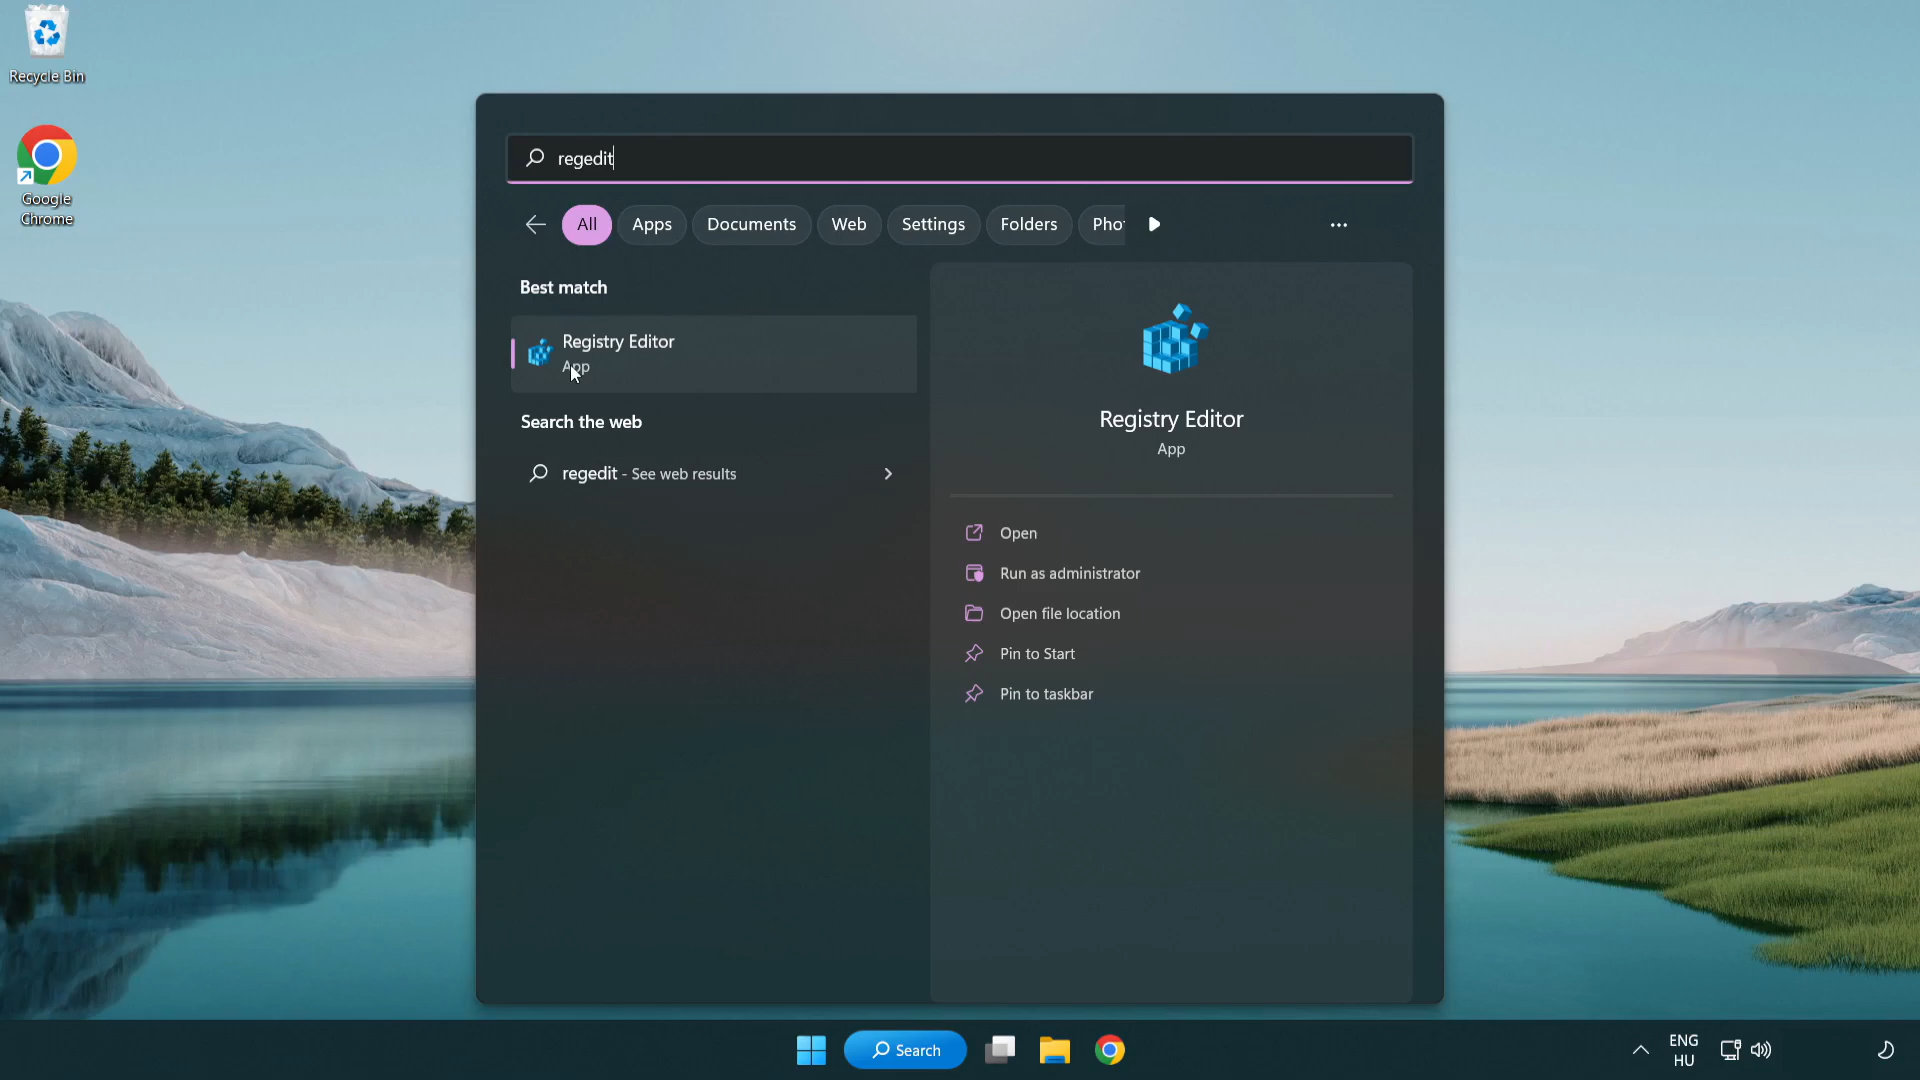 Recycle Bin
Google
Chrome
regedit
All
Apps
Documents
Web
Settings
Folders
Best match
Registry Editor
App
Search the web
regedit - See web results
Registry Editor
App
Open
Run as administrator
Open file location
Pin to Start
Pin to taskbar
Search
ENG
HU